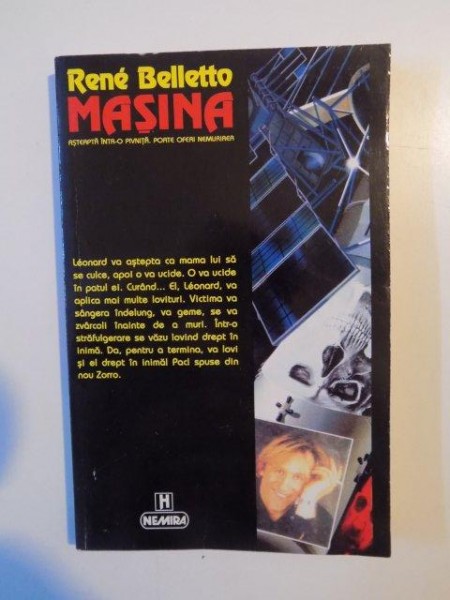 René Belletto
MAȘINA
AȘTEAPTĂ ÎNTR-O PIVNIȚĂ. POATE OFERI NEMURIREA
Léonard va aștepta ca mama lui să
se culce, apoi o va ucide. O va ucide
în patul ei. Curând... El, Léonard, va
aplica mai multe lovituri. Victima va
sângera îndelung, va geme, se va
zvârcoli înainte de a muri. Într-o
străfulgerare se văzu lovind drept în
inimă. Da, pentru a termina, va lovi
și el drept în inimă! Paci spuse din
nou Zorro.
H
NEMIRA